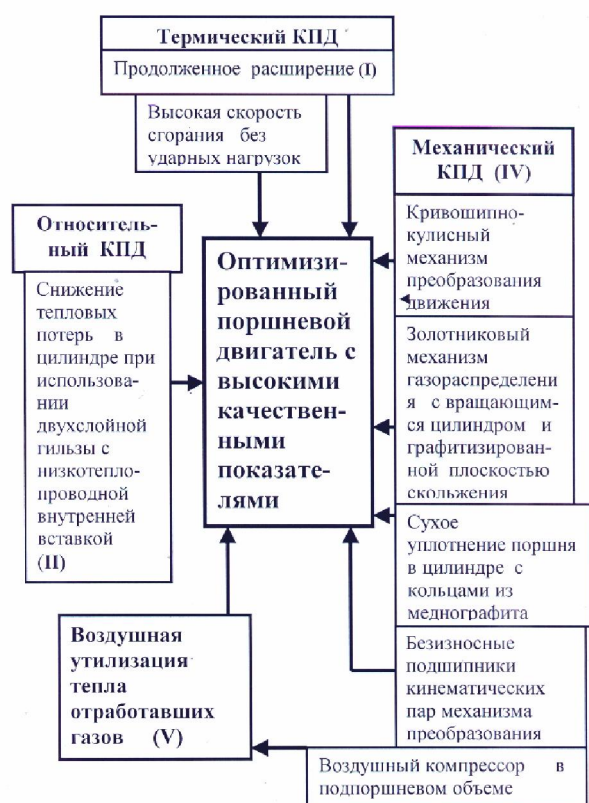 Термический КПД
Продолженное расширение (I)
Высокая скорость
сгорания без
ударных нагрузок
Механический
КПД (IV)
Кривошипно-
кулисный
механизм
преобразования
движения
Золотниковый
механизм
газораспределени
я с вращающим-
ся цилиндром и
графитизирован-
ной плоскостью
скольжения
Сухое
уплотнение поршня
в цилиндре с
кольцами из
меднографита
Безизносные
подшипники
кинематических
пар механизма
преобразования
Воздушный компрессор в
подпоршневом объеме
Относитель-
ный КПД
Снижение
тепловых
потерь в
цилиндре при
использова-
нии
двухслойной
гильзы с
низкотепло-
проводной
внутренней
вставкой
(II)
Оптимизи-
рованный
поршневой
двигатель с
высокими
качествен-
ными
показате-
лями
Воздушная
утилизация
тепла
отработавших
газов (V)